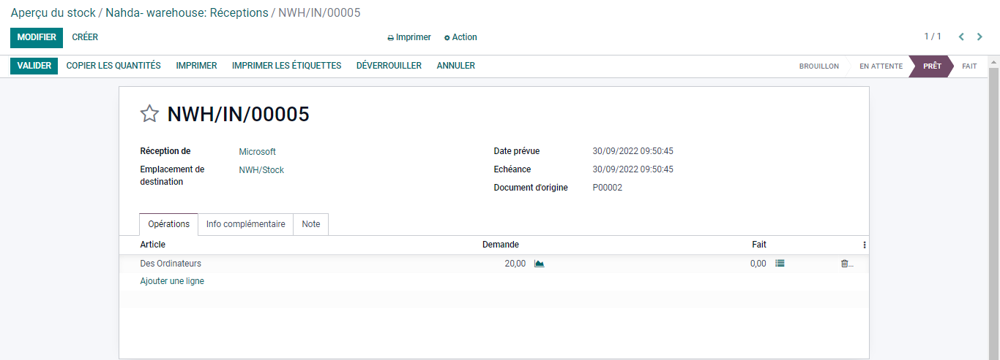 Aperçu du stock / Nahda- warehouse: Réceptions / NWH/IN/00005
MODIFIER CRÉER Imprimer Action 1 / 1
VALIDER COPIER LES QUANTITÉS IMPRIMER IMPRIMER LES ÉTIQUETTES DÉVERROUILLER ANNULER BROUILLON EN ATTENTE PRÊT FAIT
NWH/IN/00005
Réception de Microsoft Date prévue 30/09/2022 09:50:45
Emplacement de destination NWH/Stock Echéance 30/09/2022 09:50:45
Document d'origine P00002
Opérations Info complémentaire Note
Article Demande Fait
Des Ordinateurs 20,00 0,00 ...
Ajouter une ligne